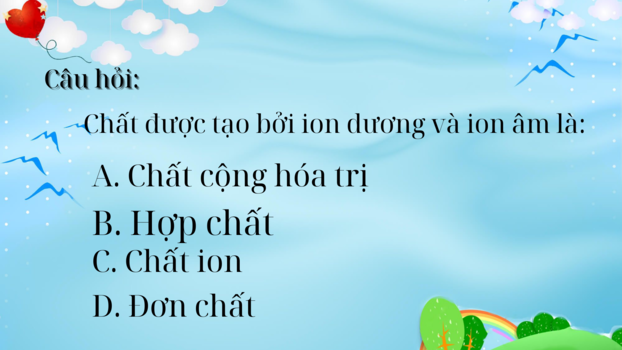 Câu hỏi:
Chất được tạo bởi ion dương và ion âm là:
A. Chất cộng hóa trị
B. Hợp chất
C. Chất ion
D. Đơn chất